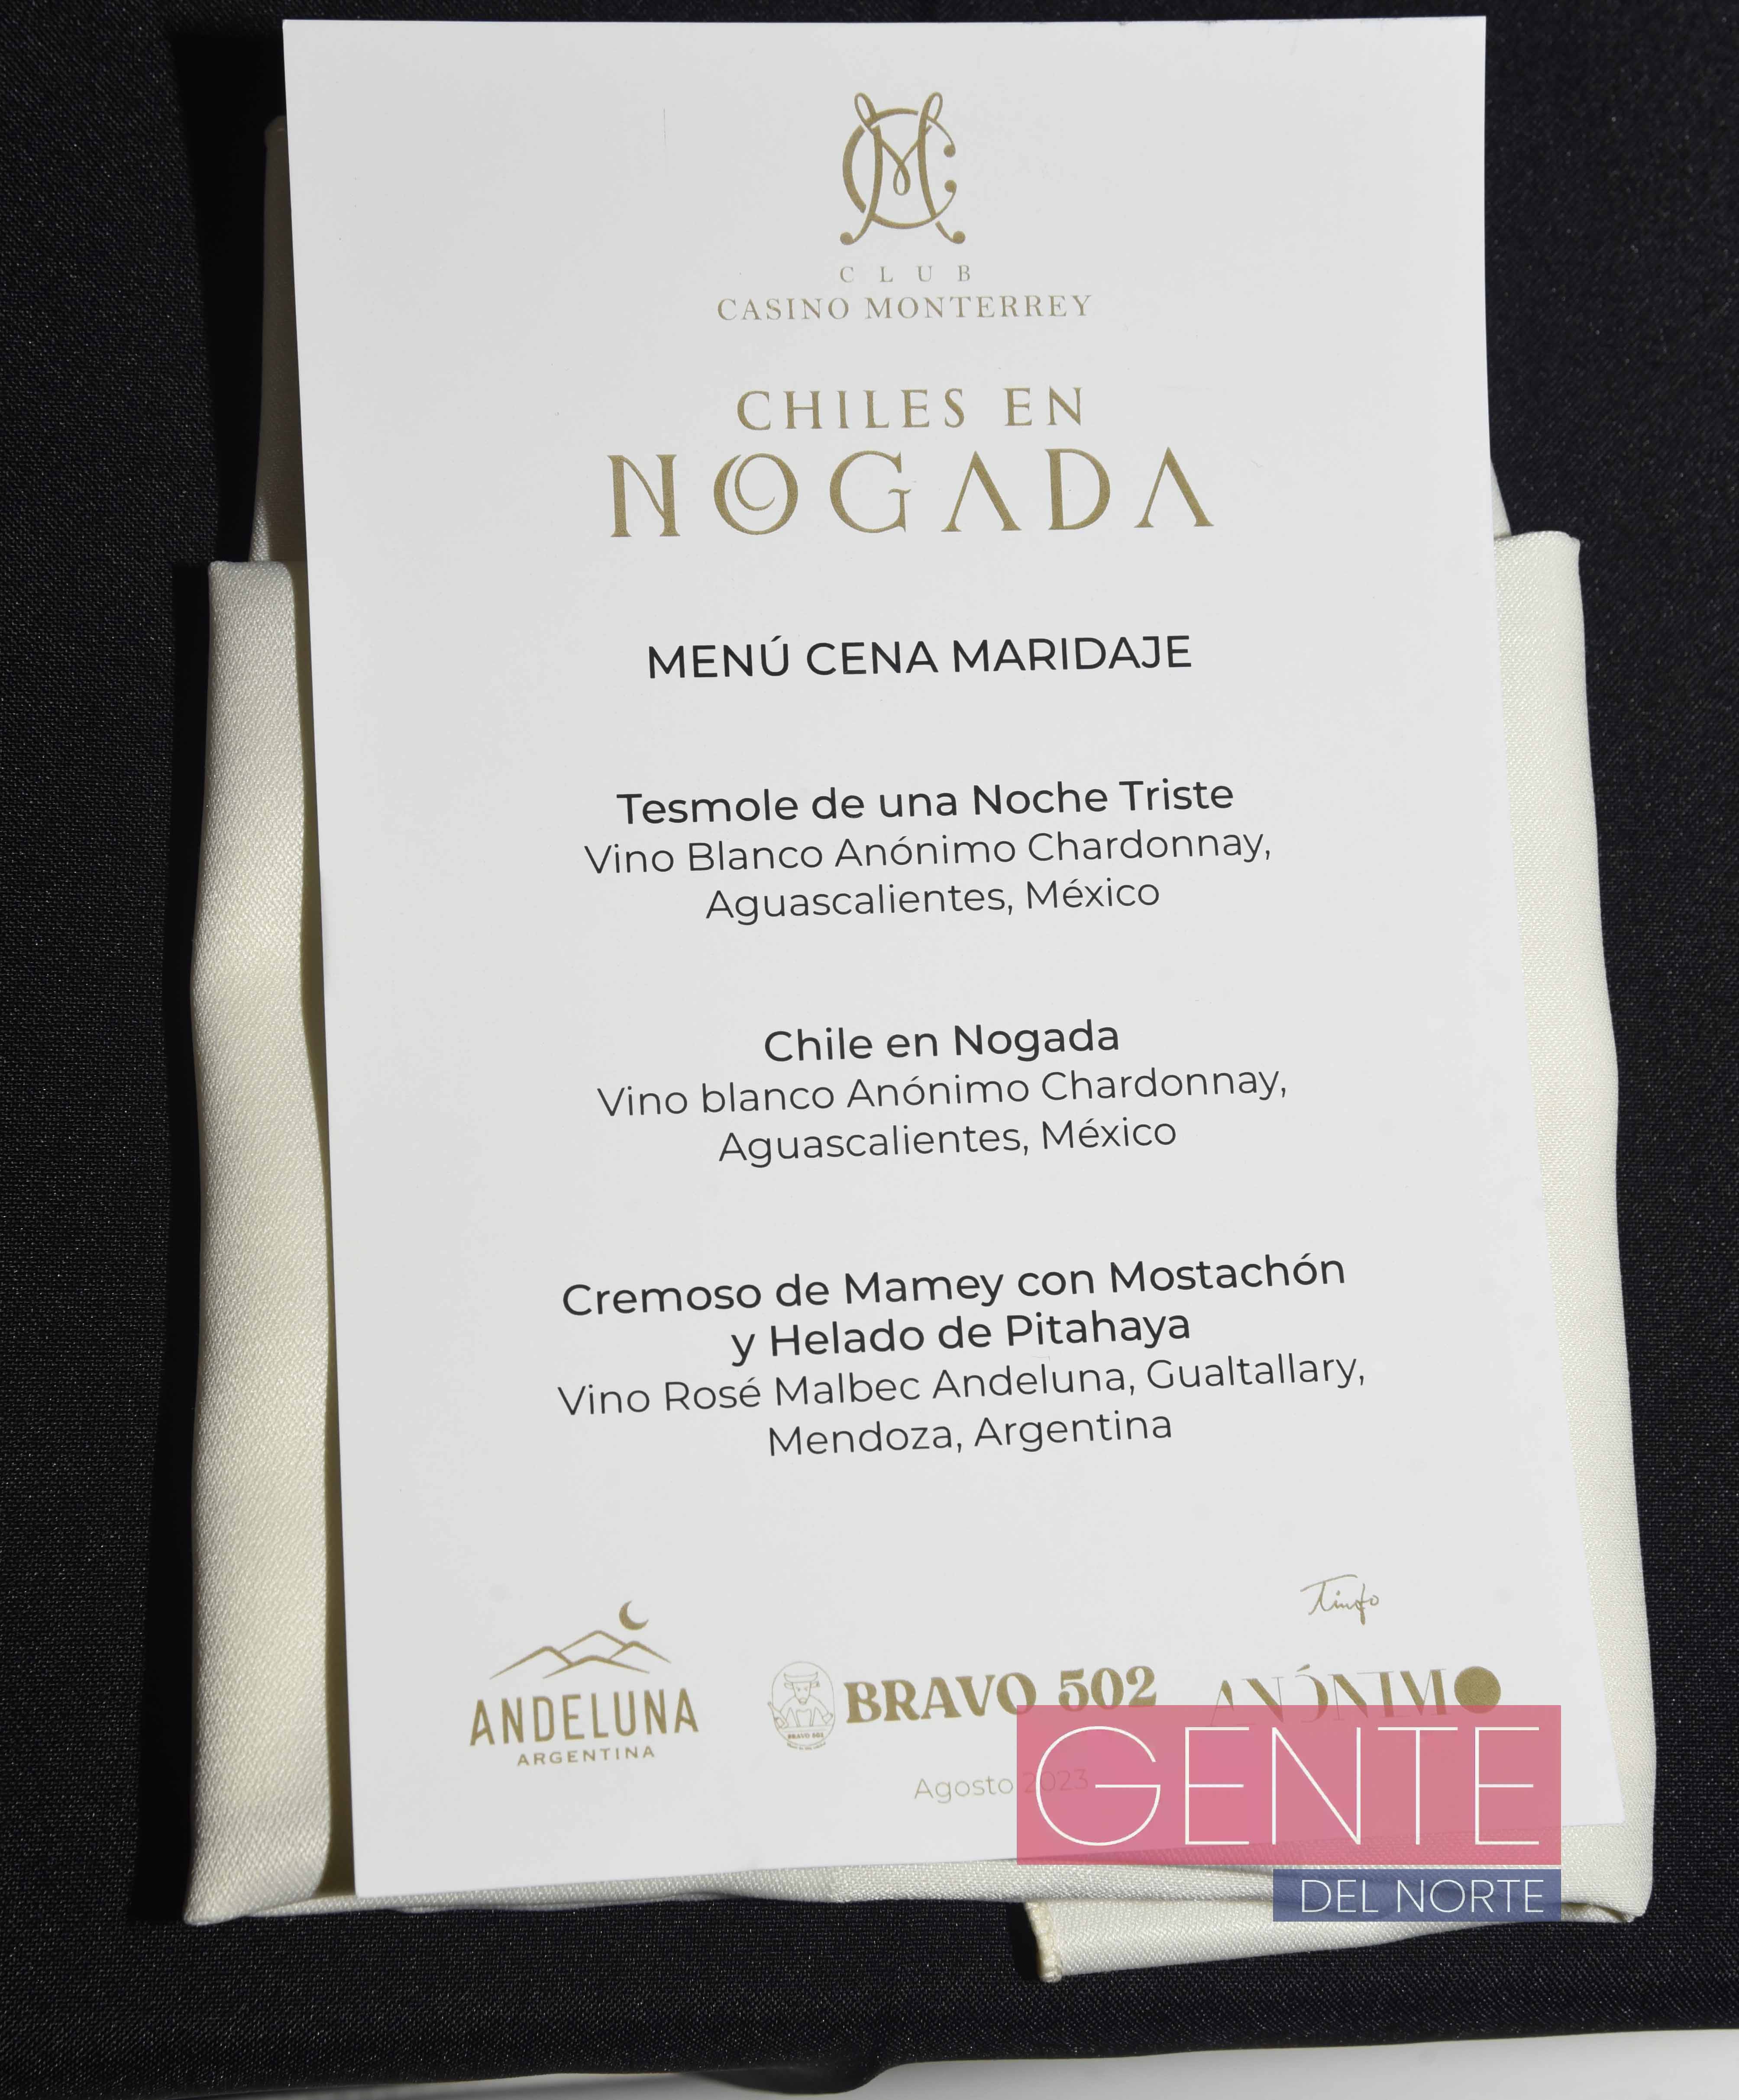 CLUB
CASINO MONTERREY
CHILES EN
NOGADA
MENÚ CENA MARIDAJE
Tesmole de una Noche Triste
Vino Blanco Anónimo Chardonnay,
Aguascalientes, México
Chile en Nogada
Vino blanco Anónimo Chardonnay,
Aguascalientes, México
Cremoso de Mamey con Mostachón
y Helado de Pitahaya
Vino Rosé Malbec Andeluna, Gualtallary,
Mendoza, Argentina
ANDELUNA
ARGENTINA
BRAVO 502
BRAVO 502
ANÓNIMO
Agosto 2023
GENTE
DEL NORTE